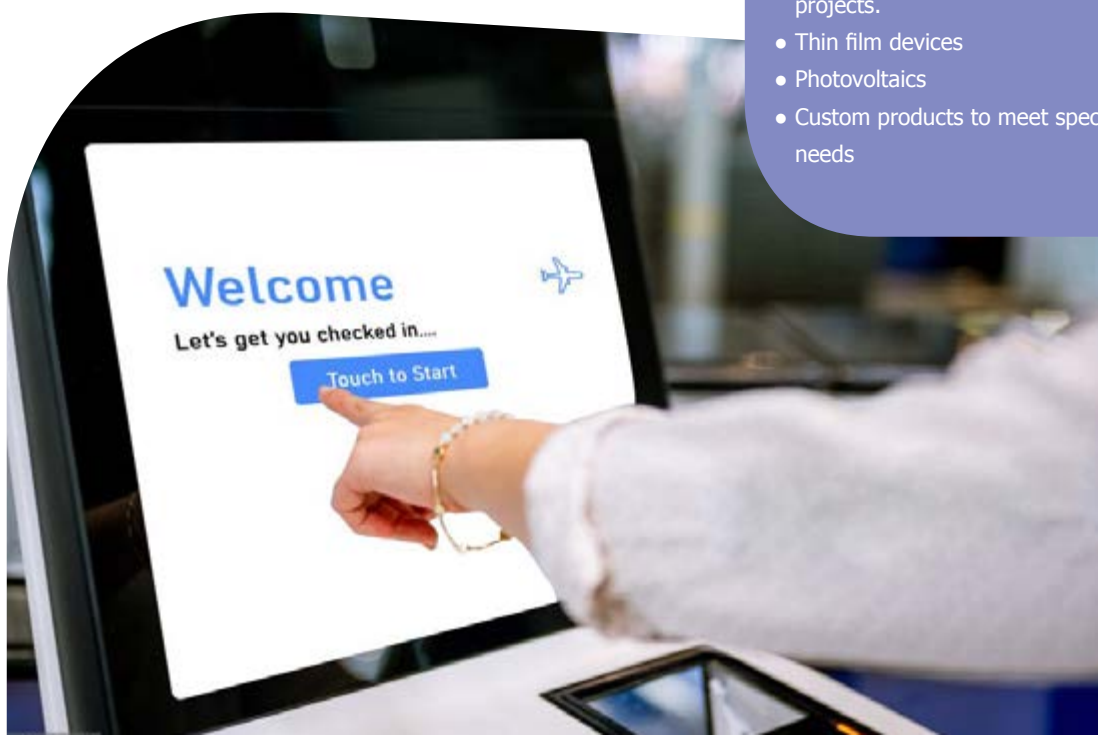 projects.
● Thin film devices
● Photovoltaics
● Custom products to meet
needs
Welcome
Let's get you checked in....
Touch to Start